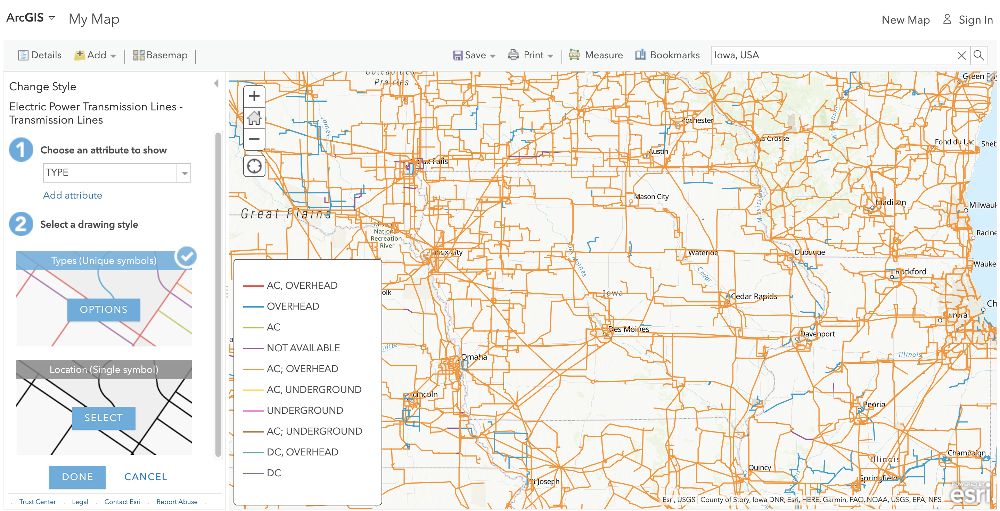 ArcGIS My Map
New Map Sign In
Details Add Basemap
Save Print Measure Bookmarks Iowa, USA
Change Style
Electric Power Transmission Lines -
Transmission Lines
1 Choose an attribute to show
TYPE
Add attribute
2 Select a drawing style
Types (Unique symbols)
OPTIONS
Location (Single symbol)
SELECT
DONE CANCEL
Trust Center Legal Contact Esri Report Abuse
+
−
AC, OVERHEAD
OVERHEAD
AC
NOT AVAILABLE
AC; OVERHEAD
AC, UNDERGROUND
UNDERGROUND
AC; UNDERGROUND
DC, OVERHEAD
DC
Coteau Des
Prairies
Green
James
Rochester
Wisconsin
La Crosse
Fond du Lac
Sheb
Austin
Sioux Falls
Mason City
Mississippi
Madison
Milwauk
Great Plains
National
Recreation
River
Racine
Sioux City
Des Moines
Waterloo
Dubuque
Wauke
Cedar
Rockford
olk
Iowa
Cedar Rapids
Ch
Aurora
Des Moines
Davenport
latte
Omaha
Illinois
Lincoln
Peoria
Champaign
Illinois
Quincy
Illinois
Springfield
St Joseph
POWERED BY
esri
Esri, USGS | County of Story, Iowa DNR, Esri, HERE, Garmin, FAO, NOAA, USGS, EPA, NPS